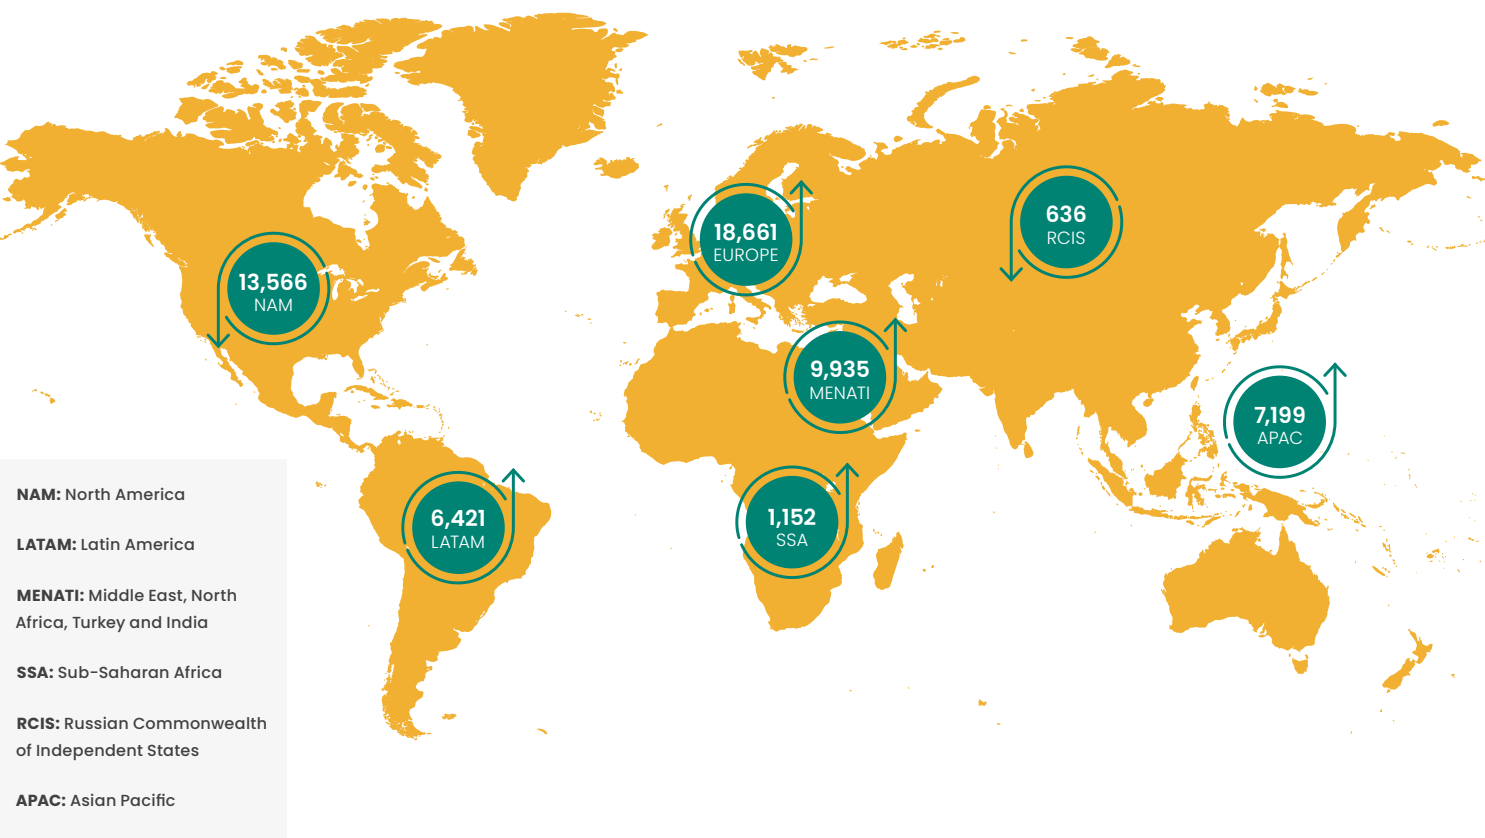 18,661
EUROPE
636
RCIS
13,566
NAM
9,935
MENATI
7,199
APAC
6,421
LATAM
1,152
SSA
NAM: North America
LATAM: Latin America
MENATI: Middle East, North
Africa, Turkey and India
SSA: Sub-Saharan Africa
RCIS: Russian Commonwealth
of Independent States
APAC: Asian Pacific